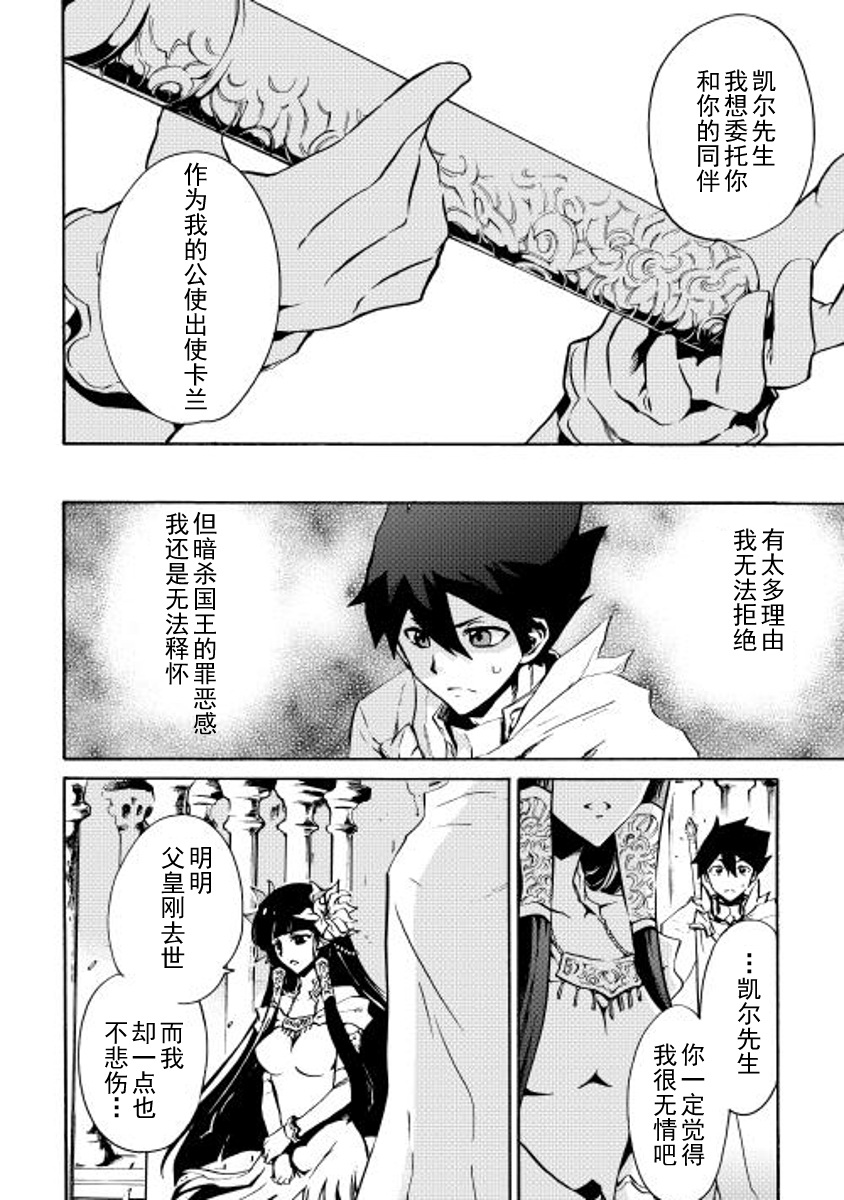 凯尔先生
我想委托你
和你的同伴
作为我的公使出使卡兰
有太多理由
我无法拒绝
但暗杀国王的罪恶感
我还是无法释怀
…凯尔先生
你一定觉得
我很无情吧
明明
父皇刚去世
而我
却一点也
不悲伤…